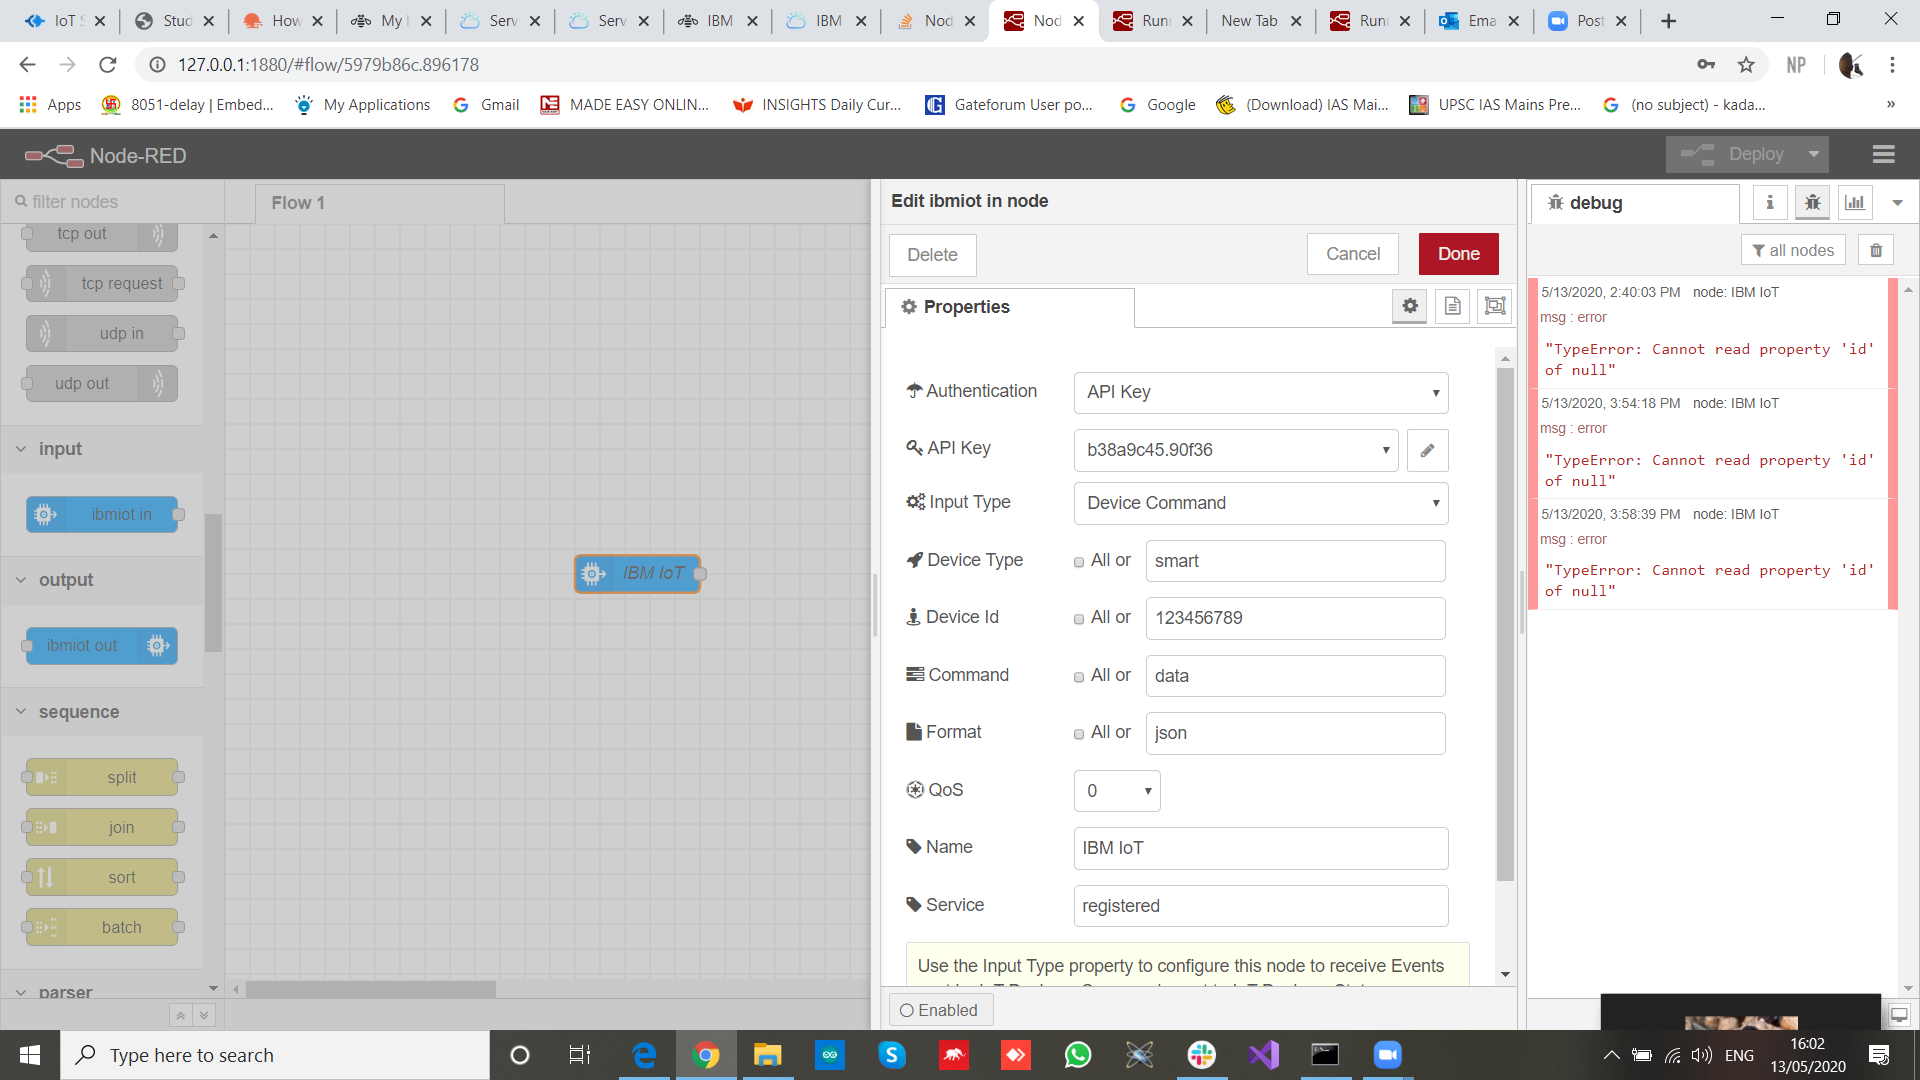 IoT S
Stud
How
My I
Serv
Serv
IBM
IBM
Nod
Nod
Runn
New Tab
Runn
Ema
Post
127.0.0.1:1880/#flow/5979b86c.896178
NP
Apps
8051-delay | Embed...
My Applications
Gmail
MADE EASY ONLIN...
INSIGHTS Daily Cur...
Gateforum User po...
Google
(Download) IAS Mai...
UPSC IAS Mains Pre...
(no subject) - kada...
»
Node-RED
Deploy
filter nodes
Flow 1
tcp out
tcp request
udp in
udp out
input
ibmiot in
output
ibmiot out
sequence
split
join
sort
batch
parser
IBM IoT
Edit ibmiot in node
Delete
Cancel
Done
Properties
Authentication
API Key
API Key
b38a9c45.90f36
Input Type
Device Command
Device Type
All or
smart
Device Id
All or
123456789
Command
All or
data
Format
All or
json
QoS
0
Name
IBM IoT
Service
registered
Use the Input Type property to configure this node to receive Events
Enabled
debug
all nodes
5/13/2020, 2:40:03 PM node: IBM IoT
msg : error
"TypeError: Cannot read property 'id'
of null"
5/13/2020, 3:54:18 PM node: IBM IoT
msg : error
"TypeError: Cannot read property 'id'
of null"
5/13/2020, 3:58:39 PM node: IBM IoT
msg : error
"TypeError: Cannot read property 'id'
of null"
Type here to search
ENG
16:02
13/05/2020